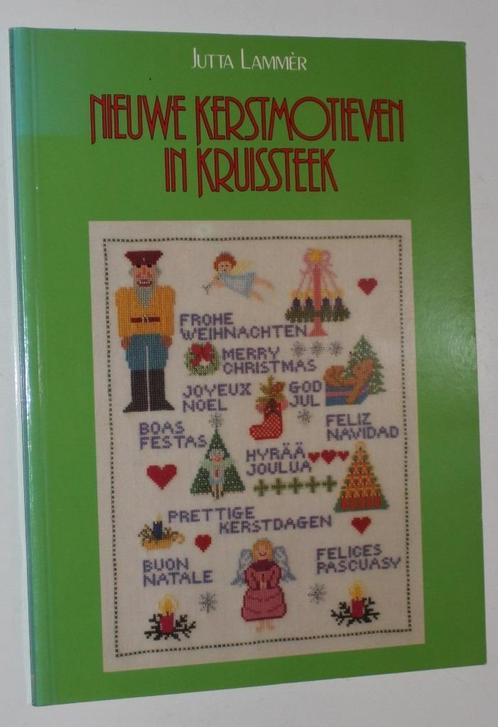 JUTTA LAMMÈR
NIEUWE KERSTMOTIEVEN
IN KRUISSTEEK
FROHE
WEIHNACHTEN
MERRY
CHRISTMAS
JOYEUX
NOEL
GOD
JUL
BOAS
FESTAS
FELIZ
NAVIDAD
HYRÄÄ
JOULUA
PRETTIGE
KERSTDAGEN
BUON
NATALE
FELICES
PASCUASY